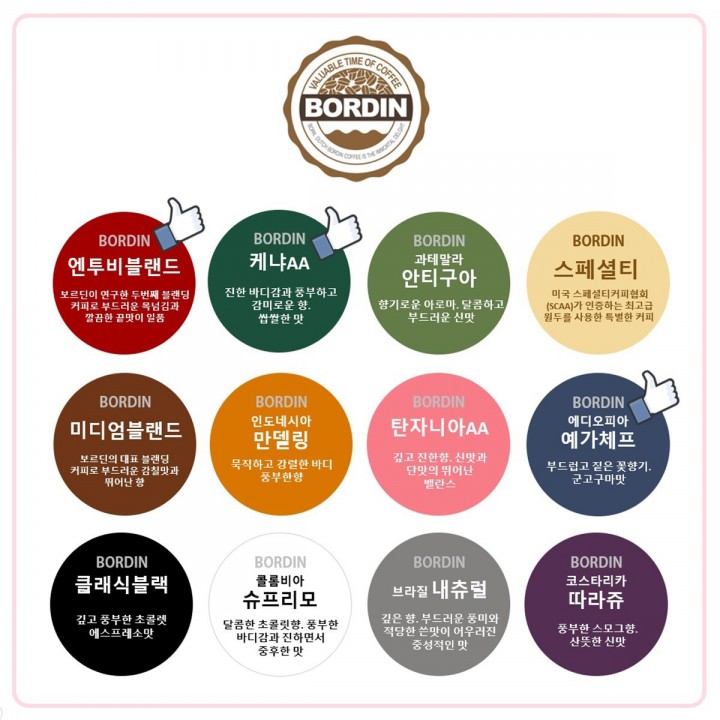 VALUABLE TIME OF COFFEE
BORDIN
ROYAL DUTCH BORDIN COFFEE IS THE IMMORTAL DELIGHT
BORDIN
엔투비블랜드
보르딘이 연구한 두번째 블랜딩
커피로 부드러운 목넘김과
깔끔한 끝맛이 일품
BORDIN
케냐AA
진한 바디감과 풍부하고
감미로운 향.
쌉쌀한 맛
BORDIN
과테말라
안티구아
향기로운 아로마. 달콤하고
부드러운 신맛
BORDIN
스페셜티
미국 스페셜티커피협회
(SCAA)가 인증하는 최고급
원두를 사용한 특별한 커피
BORDIN
미디엄블랜드
보르딘의 대표 블랜딩
커피로 부드러운 감칠맛과
뛰어난 향
BORDIN
인도네시아
만델링
묵직하고 강렬한 바디
풍부한향
BORDIN
탄자니아AA
깊고 진한향. 신맛과
단맛의 뛰어난
밸런스
BORDIN
에디오피아
예가체프
부드럽고 짙은 꽃향기.
군고구마맛
BORDIN
클래식블랙
깊고 풍부한 초콜렛
에스프레소맛
BORDIN
콜롬비아
슈프리모
달콤한 초콜릿향. 풍부한
바디감과 진하면서
중후한 맛
BORDIN
브라질 내츄럴
깊은 향. 부드러운 풍미와
적당한 쓴맛이 어우러진
중성적인 맛
BORDIN
코스타리카
따라쥬
풍부한 스모그향.
산뜻한 신맛